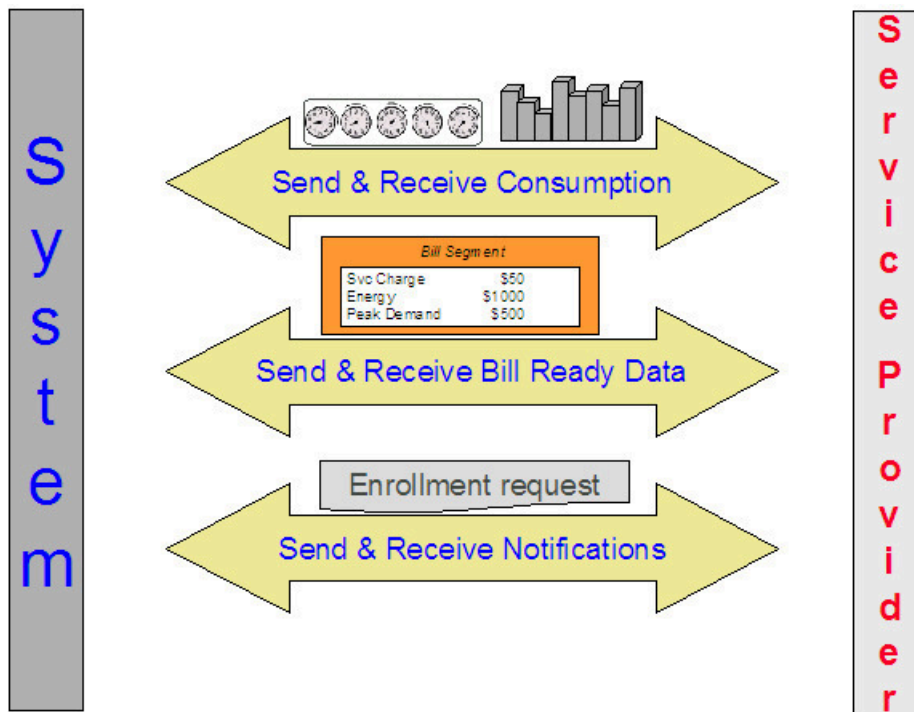 System
Service Provider
Send & Receive Consumption
Bill Segment
Svc Charge $50
Energy $1000
Peak Demand $500
Send & Receive Bill Ready Data
Enrollment request
Send & Receive Notifications